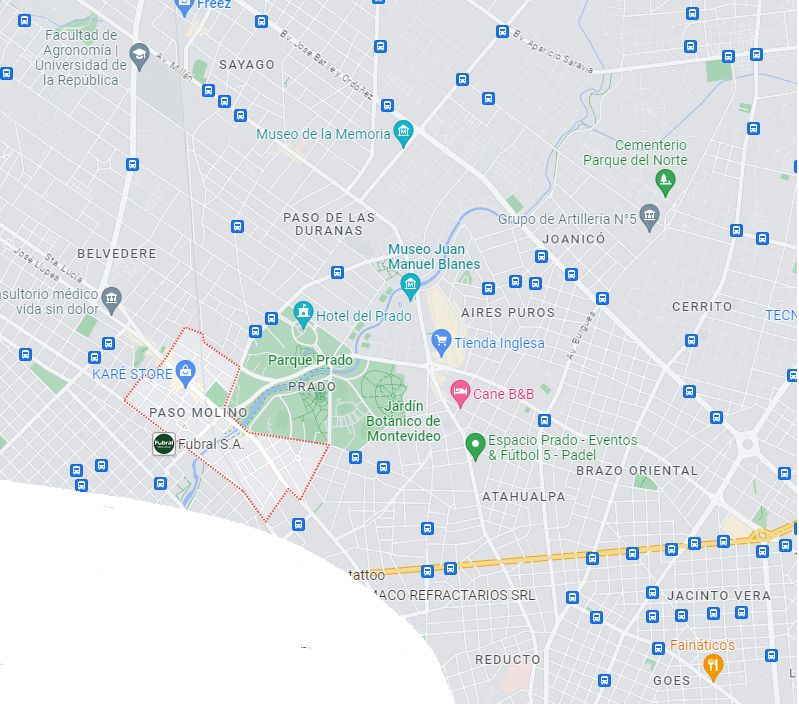 Freez
Facultad de
Agronomía |
Universidad de
la República
Av. Millán
SAYAGO
Bv. José Batlle y Ordóñez
Bv. Aparicio Saravia
Museo de la Memoria
Cementerio
Parque del Norte
PASO DE LAS
DURANAS
Grupo de Artillería N°5
JOANICÓ
BELVEDERE
Sta. Lucía
José Llupes
Museo Juan
Manuel Blanes
nsultorio médico
vida sin dolor
Hotel del Prado
AIRES PUROS
CERRITO
TECN
Av. Burgues
Tienda Inglesa
Parque Prado
KARÉ STORE
PRADO
Cane B&B
PASO MOLINO
Jardín
Botánico de
Montevideo
Fubral
Fubral S.A.
Espacio Prado - Eventos
& Fútbol 5 - Padel
BRAZO ORIENTAL
ATAHUALPA
tattoo
MACO REFRACTARIOS SRL
JACINTO VERA
Fainático's
REDUCTO
GOES
L